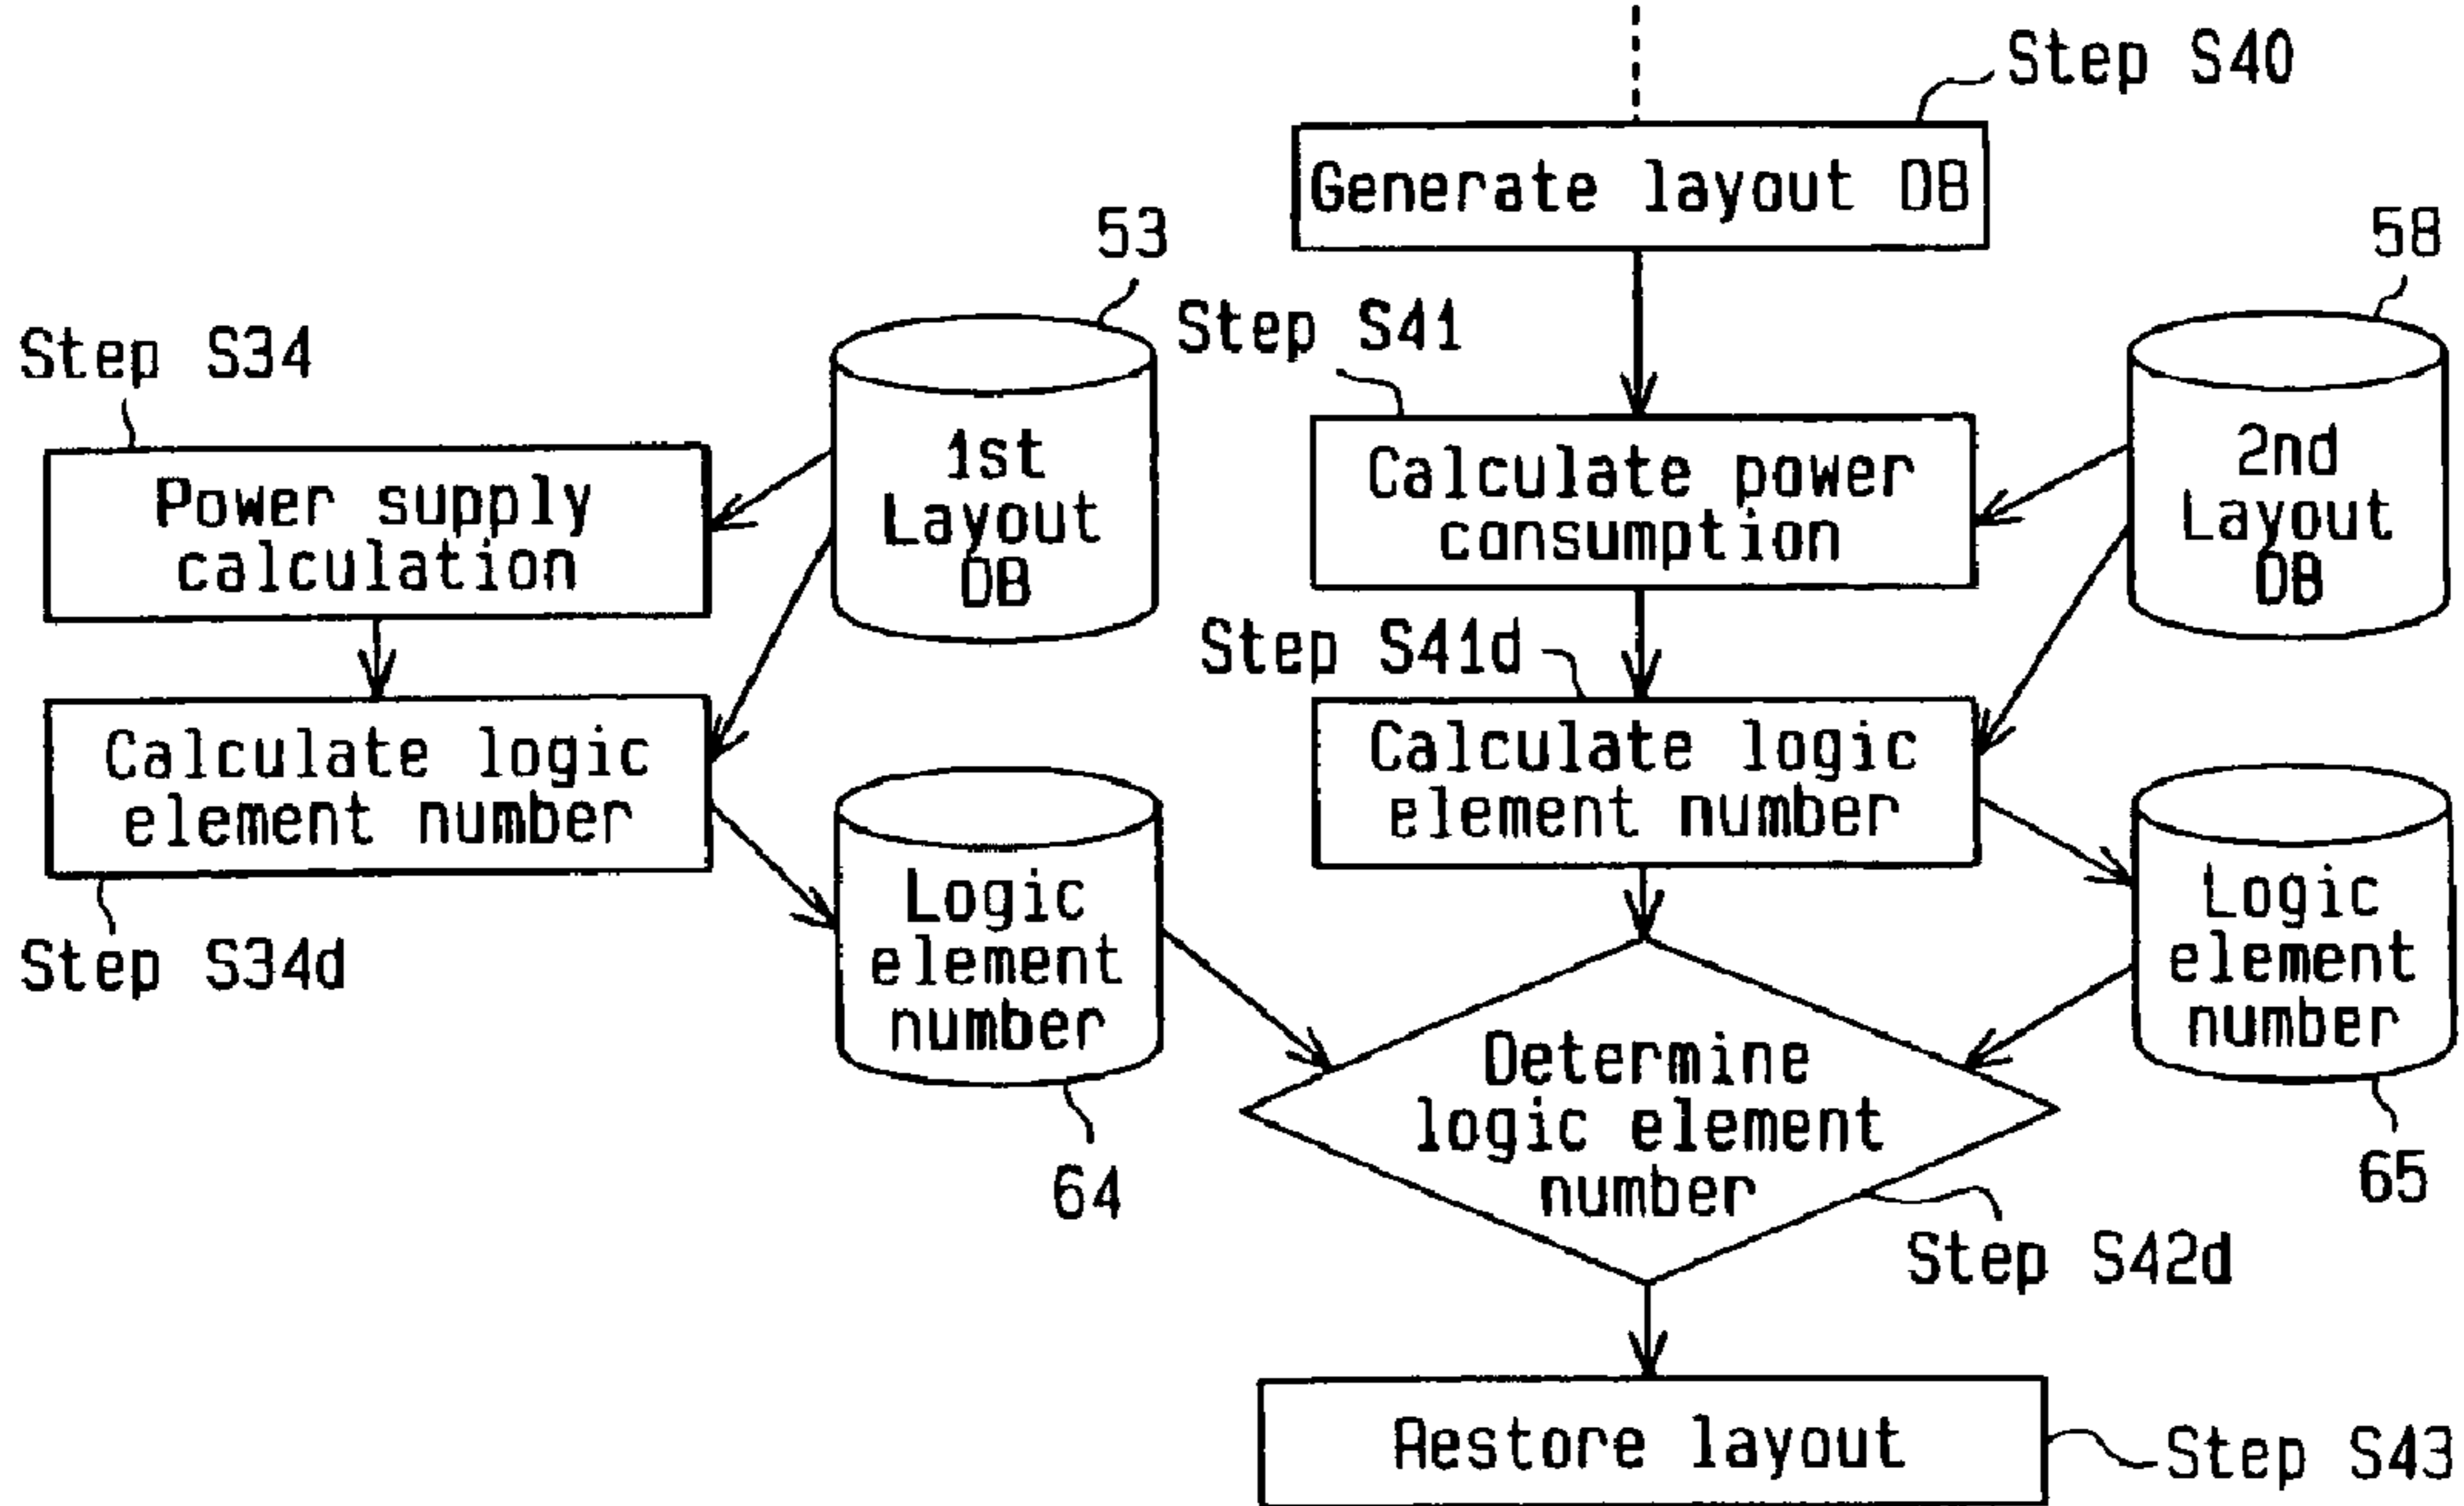 Step S40
Generate layout DB
53
58
Step S41
Step S34
1st
Layout
DB
2nd
Layout
DB
Power supply
calculation
Calculate power
consumption
Step S41d
Calculate logic
element number
Calculate logic
element number
Step S34d
Logic
element
number
Logic
element
number
Determine
logic element
number
64
65
Step S42d
Restore layout
Step S43